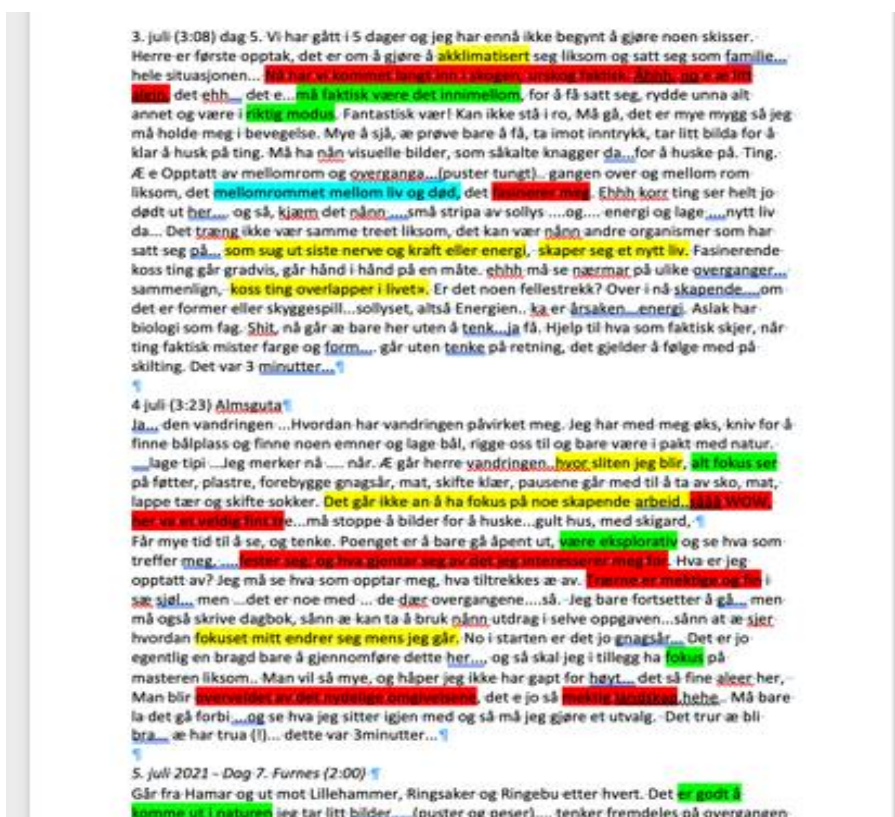 3. juli (3:08) dag 5. Vi har gått i 5 dager og jeg har ennå ikke begynt å gjøre noen skisser.
Herre er første opptak, det er om å gjøre å akklimatisert seg liksom og satt seg som familie...
hele situasjonen... Nå har vi kommet langt inn i skogen, urskog faktisk. Åhhh, no e æ litt
alein, det ehh... det e...må faktisk være det innimellom, for å få satt seg, rydde unna alt
annet og være i riktig modus. Fantastisk vær! Kan ikke stå i ro, Må gå, det er mye mygg så jeg
må holde meg i bevegelse. Mye å sjå, æ prøve bare å få, ta imot inntrykk, tar litt bilda for å
klar å husk på ting. Må ha nån visuelle bilder, som såkalte knagger da...for å huske på. Ting.
Æ e Opptatt av mellomrom og overganga...(puster tungt).. gangen over og mellom rom
liksom, det mellomrommet mellom liv og død, det fasinerer meg. Ehhh korr ting ser helt jo
dødt ut her.... og så, kjæm det nånn ....små stripa av sollys ....og.... energi og lage ....nytt liv
da... Det træng ikke vær samme treet liksom, det kan vær nånn andre organismer som har
satt seg på... som sug ut siste nerve og kraft eller energi, skaper seg et nytt liv. Fasinerende
koss ting går gradvis, går hånd i hånd på en måte. ehhh må se nærmar på ulike overganger...
sammenlign, koss ting overlapper i livet». Er det noen fellestrekk? Over i nå skapende....om
det er former eller skyggespill...sollyset, altså Energien.. ka er årsaken....energi. Aslak har
biologi som fag. Shit, nå går æ bare her uten å tenk...ja få. Hjelp til hva som faktisk skjer, når
ting faktisk mister farge og form.... går uten tenke på retning, det gjelder å følge med på
skilting. Det var 3 minutter...
4 juli (3:23) Almsguta
Ja... den vandringen ...Hvordan har vandringen påvirket meg. Jeg har med meg øks, kniv for å
finne bålplass og finne noen emner og lage bål, rigge oss til og bare være i pakt med natur.
...lage tipi ...Jeg merker nå .... når. Æ går herre vandringen..hvor sliten jeg blir, alt fokus ser
på føtter, plastre, forebygge gnagsår, mat, skifte klær, pausene går med til å ta av sko, mat,
lappe tær og skifte sokker. Det går ikke an å ha fokus på noe skapende arbeid..sååå WOW,
her va et veldig fint tre...må stoppe å bilder for å huske...gult hus, med skigard,
Får mye tid til å se, og tenke. Poenget er å bare gå åpent ut, være eksplorativ og se hva som
treffer meg, ....fester seg, og hva gjentar seg av det jeg interesserer meg for. Hva er jeg
opptatt av? Jeg må se hva som opptar meg, hva tiltrekkes æ av. Trærne er mektige og fin i
sæ sjøl... men ...det er noe med ... de dær overgangene....så. Jeg bare fortsetter å gå... men
må også skrive dagbok, sånn æ kan ta å bruk nånn utdrag i selve oppgaven...sånn at æ sjer
hvordan fokuset mitt endrer seg mens jeg går. No i starten er det jo gnagsår... Det er jo
egentlig en bragd bare å gjennomføre dette her..., og så skal jeg i tillegg ha fokus på
masteren liksom.. Man vil så mye, og håper jeg ikke har gapt for høyt... det så fine aleer her,
Man blir overveldet av det nydelige omgivelsene, det e jo så mektig landskap,hehe.. Må bare
la det gå forbi ...og se hva jeg sitter igjen med og så må jeg gjøre et utvalg. Det trur æ bli
bra... æ har trua (!)... dette var 3minutter...
5. juli 2021 - Dag 7. Furnes (2:00)
Går fra Hamar og ut mot Lillehammer, Ringsaker og Ringebu etter hvert. Det er godt å
komme ut i naturen jeg tar litt bilder....(puster og peser).... tenker fremdeles på overgangen